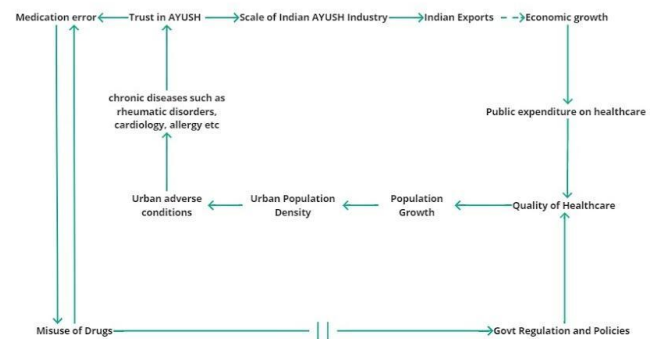 Medication error
Trust in AYUSH
Scale of Indian AYUSH Industry
Indian Exports
Economic growth
chronic diseases such as
rheumatic disorders,
cardiology, allergy etc
Public expenditure on healthcare
Urban adverse
conditions
Urban Population
Density
Population
Growth
Quality of Healthcare
Misuse of Drugs
Govt Regulation and Policies